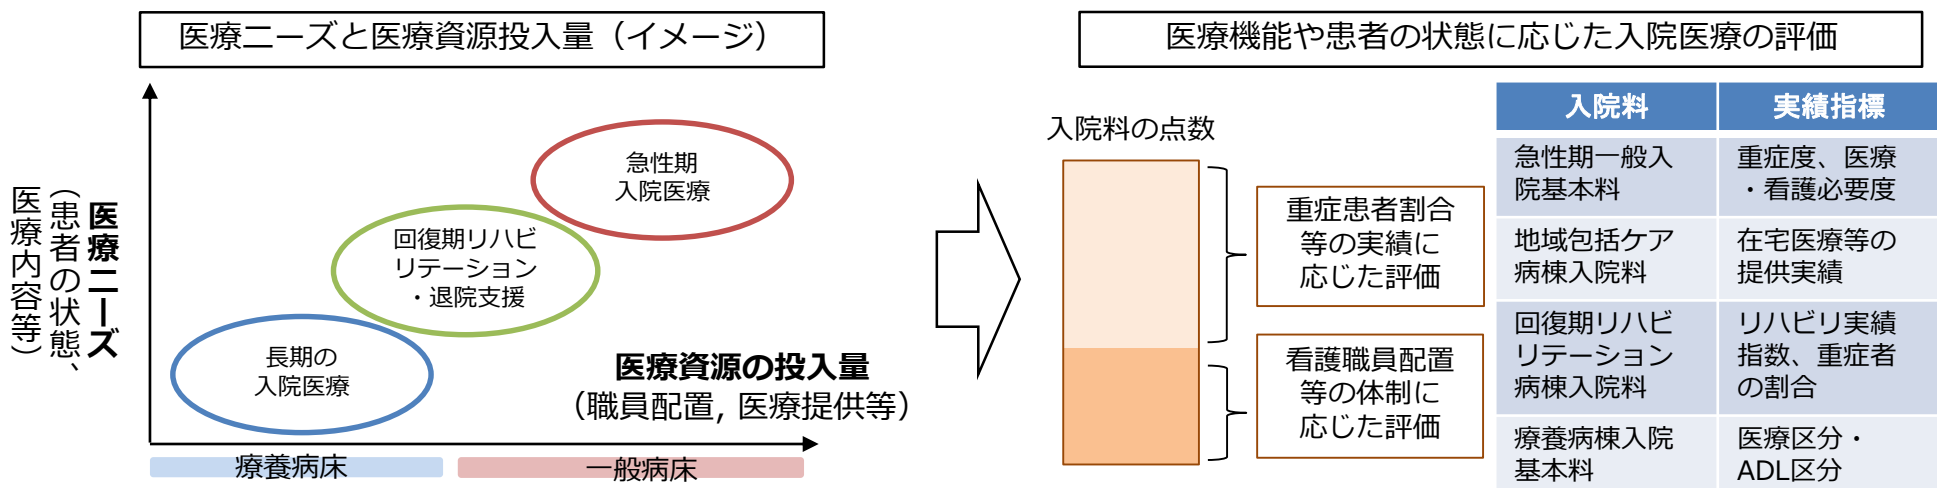 医療ニーズと医療資源投入量（イメージ）
医療ニーズ
（患者の状態、
医療内容等）
急性期
入院医療
回復期リハビ
リテーション
・退院支援
長期の
入院医療
医療資源の投入量
（職員配置, 医療提供等）
療養病床
一般病床
医療機能や患者の状態に応じた入院医療の評価
入院料の点数
重症患者割合
等の実績に
応じた評価
看護職員配置
等の体制に
応じた評価
入院料
実績指標
急性期一般入
院基本料
重症度、医療
・看護必要度
地域包括ケア
病棟入院料
在宅医療等の
提供実績
回復期リハビ
リテーション
病棟入院料
リハビリ実績
指数、重症者
の割合
療養病棟入院
基本料
医療区分・
ADL区分